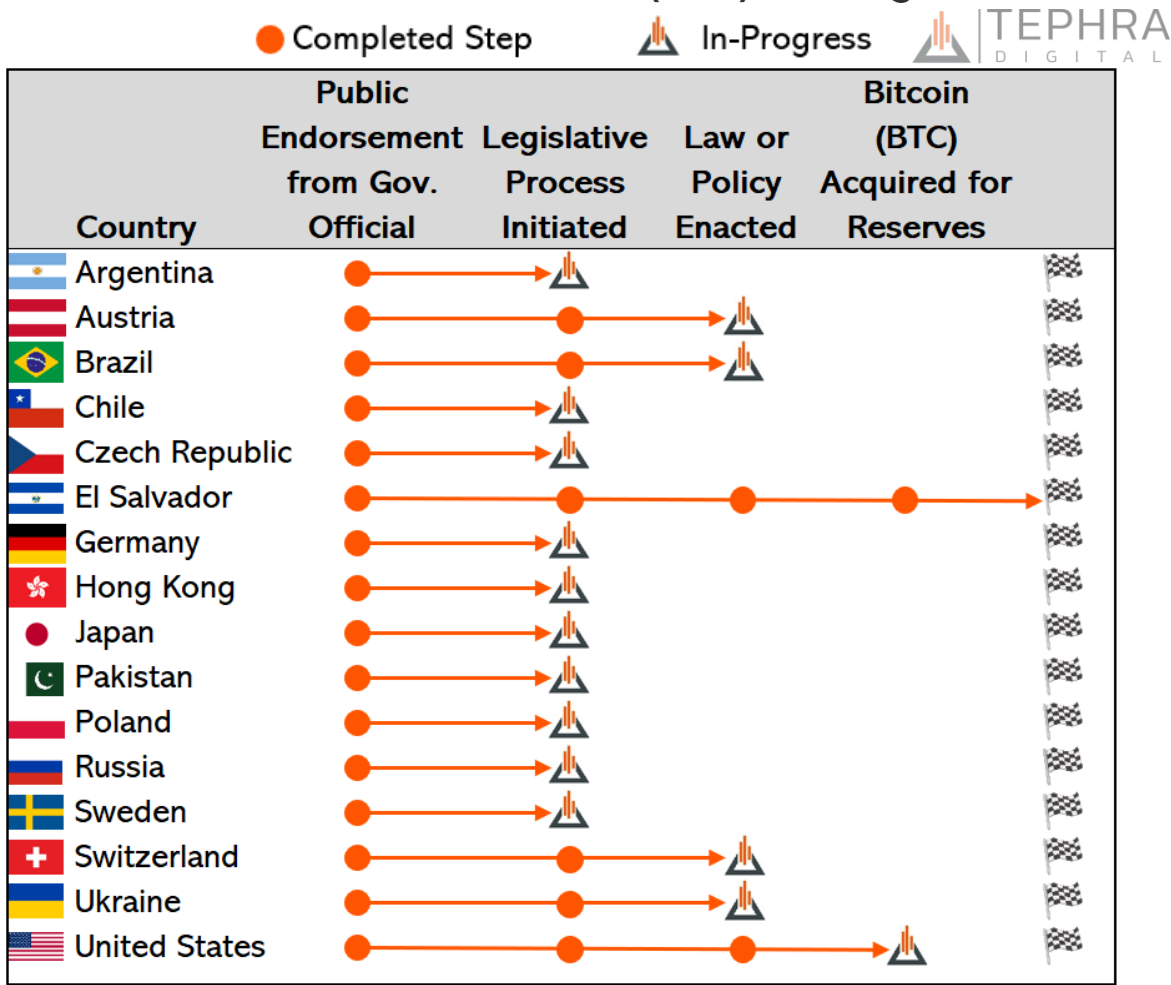 Completed Step
In-Progress
TEPHRA
DIGITAL
Country
Public
Endorsement
from Gov.
Official
Legislative
Process
Initiated
Law or
Policy
Enacted
Bitcoin
(BTC)
Acquired for
Reserves
Argentina
Austria
Brazil
Chile
Czech Republic
El Salvador
Germany
Hong Kong
Japan
Pakistan
Poland
Russia
Sweden
Switzerland
Ukraine
United States